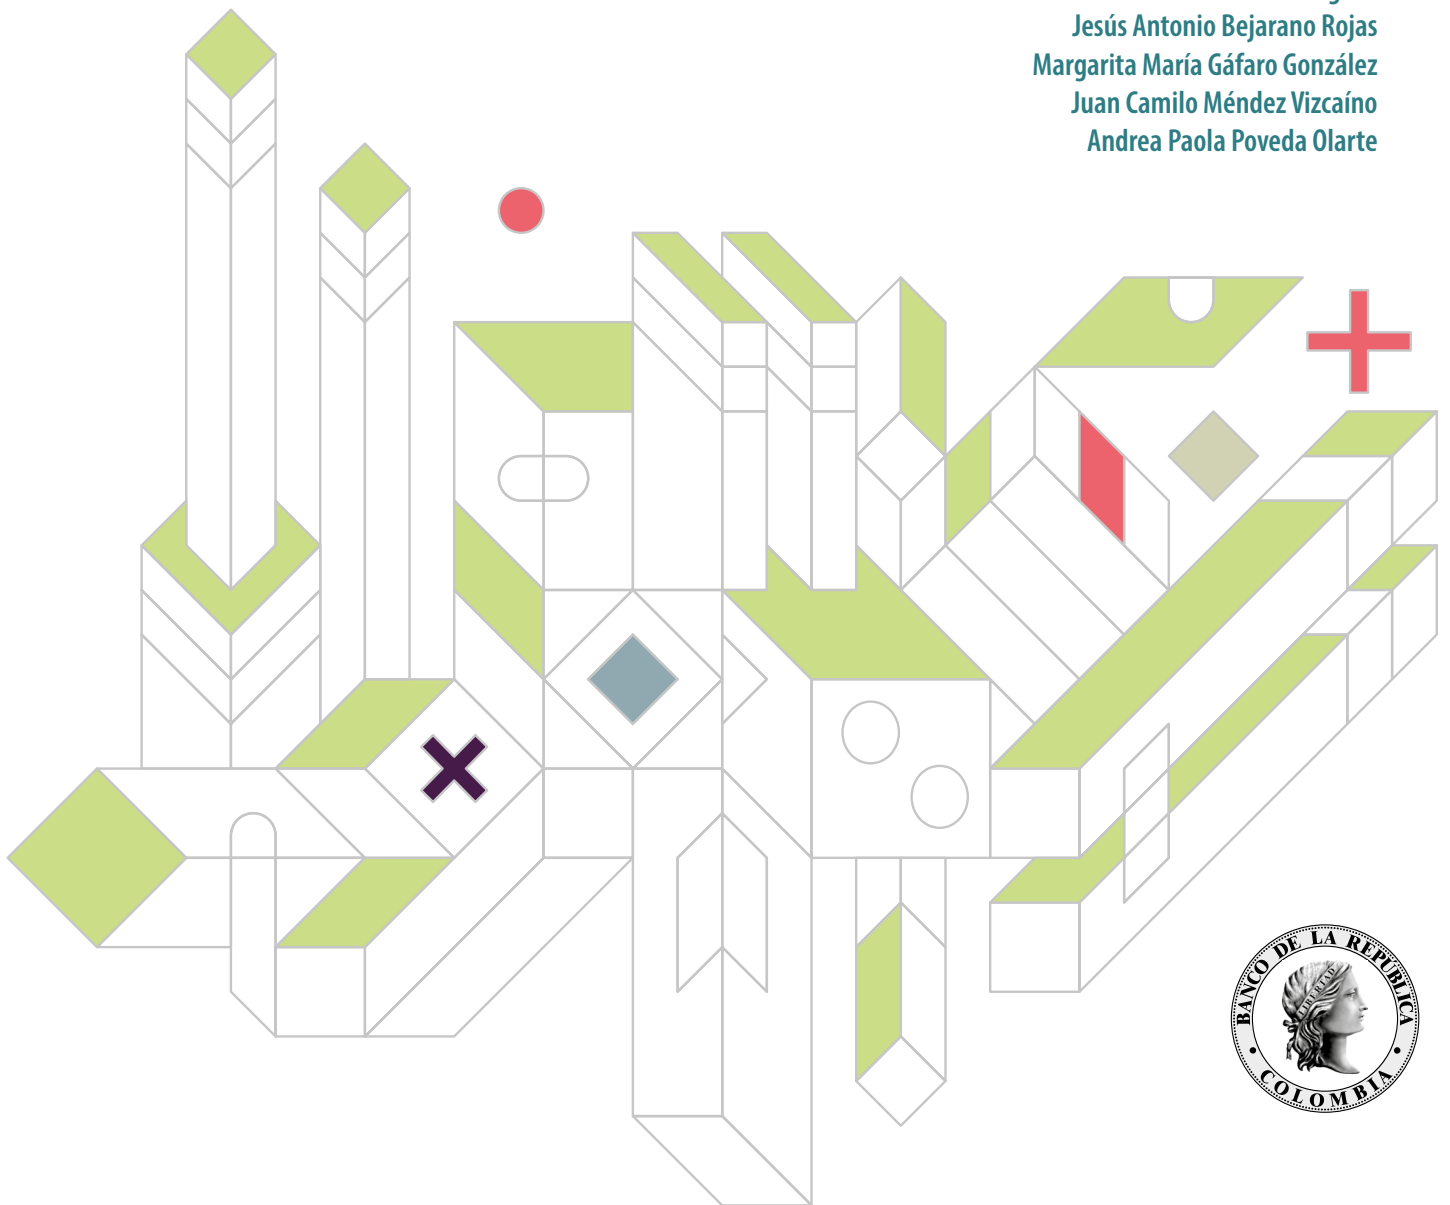 Jesús Antonio Bejarano Rojas
Margarita María Gáfaro González
Juan Camilo Méndez Vizcaíno
Andrea Paola Poveda Olarte
BANCO DE LA REPÚBLICA
LIBERTAD
COLOMBIA